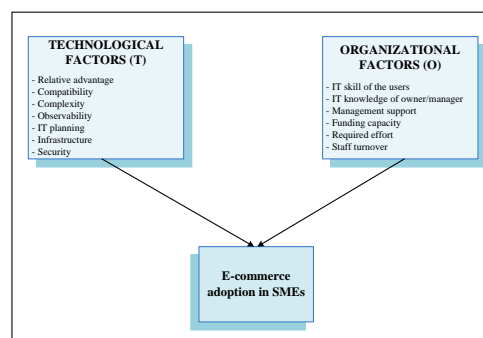 TECHNOLOGICAL
FACTORS (T)
- Relative advantage
- Compatibility
- Complexity
- Observability
- IT planning
- Infrastructure
- Security
ORGANIZATIONAL
FACTORS (O)
- IT skill of the users
- IT knowledge of owner/manager
- Management support
- Funding capacity
- Required effort
- Staff turnover
E-commerce
adoption in SMEs